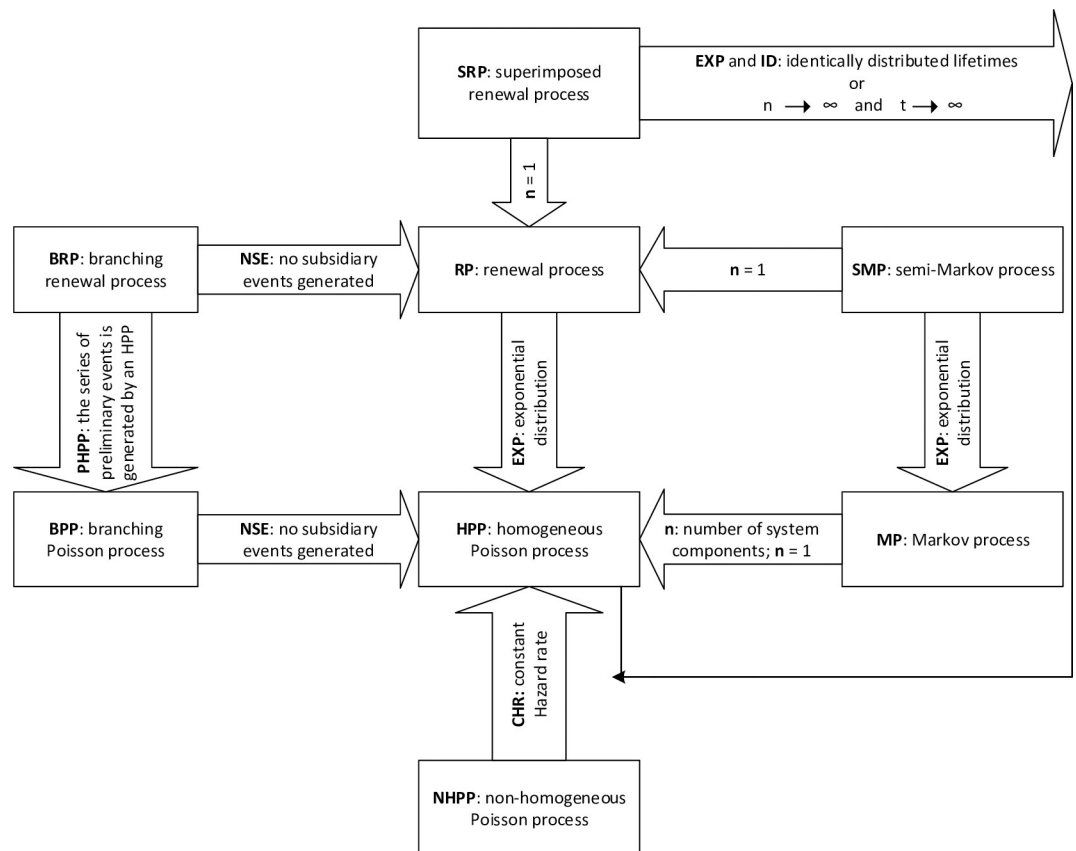 SRP: superimposed
renewal process
EXP and ID: identically distributed lifetimes
or
n → ∞ and t → ∞
n = 1
BRP: branching
renewal process
NSE: no subsidiary
events generated
RP: renewal process
n = 1
SMP: semi-Markov process
PHPP: the series of
preliminary events is
generated by an HPP
EXP: exponential
distribution
EXP: exponential
distribution
BPP: branching
Poisson process
NSE: no subsidiary
events generated
HPP: homogeneous
Poisson process
n: number of system
components; n = 1
MP: Markov process
CHR: constant
Hazard rate
NHPP: non-homogeneous
Poisson process